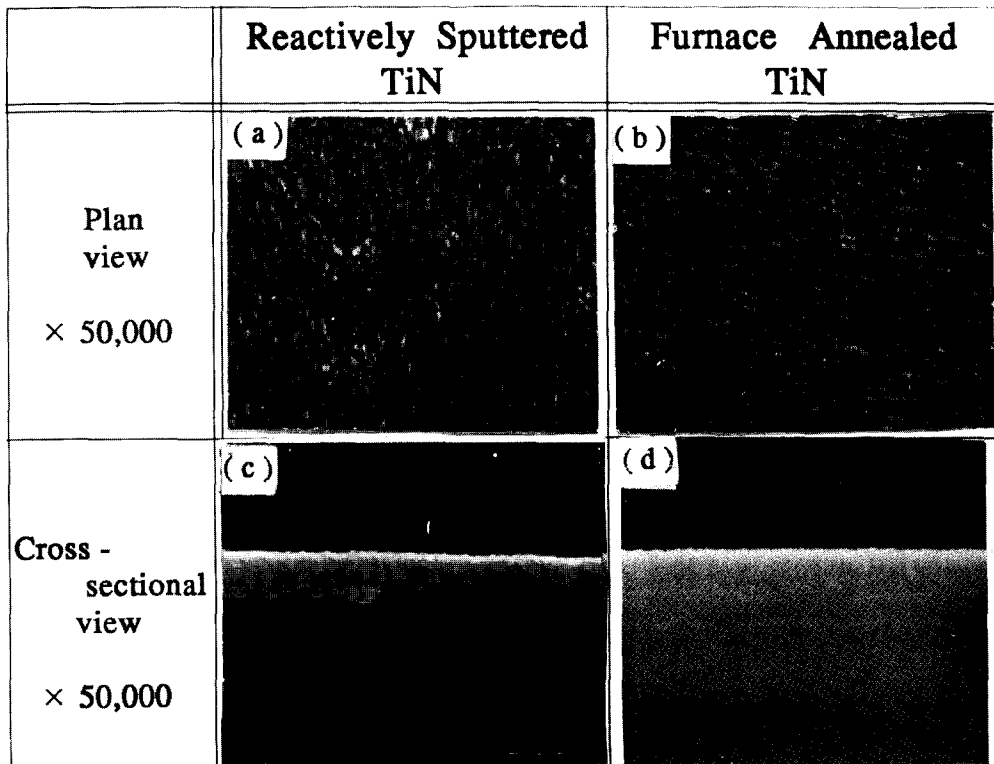 Reactively Sputtered
TiN
Furnace Annealed
TiN
Plan
view
× 50,000
(a)
(b)
Cross -
sectional
view
× 50,000
(c)
(d)